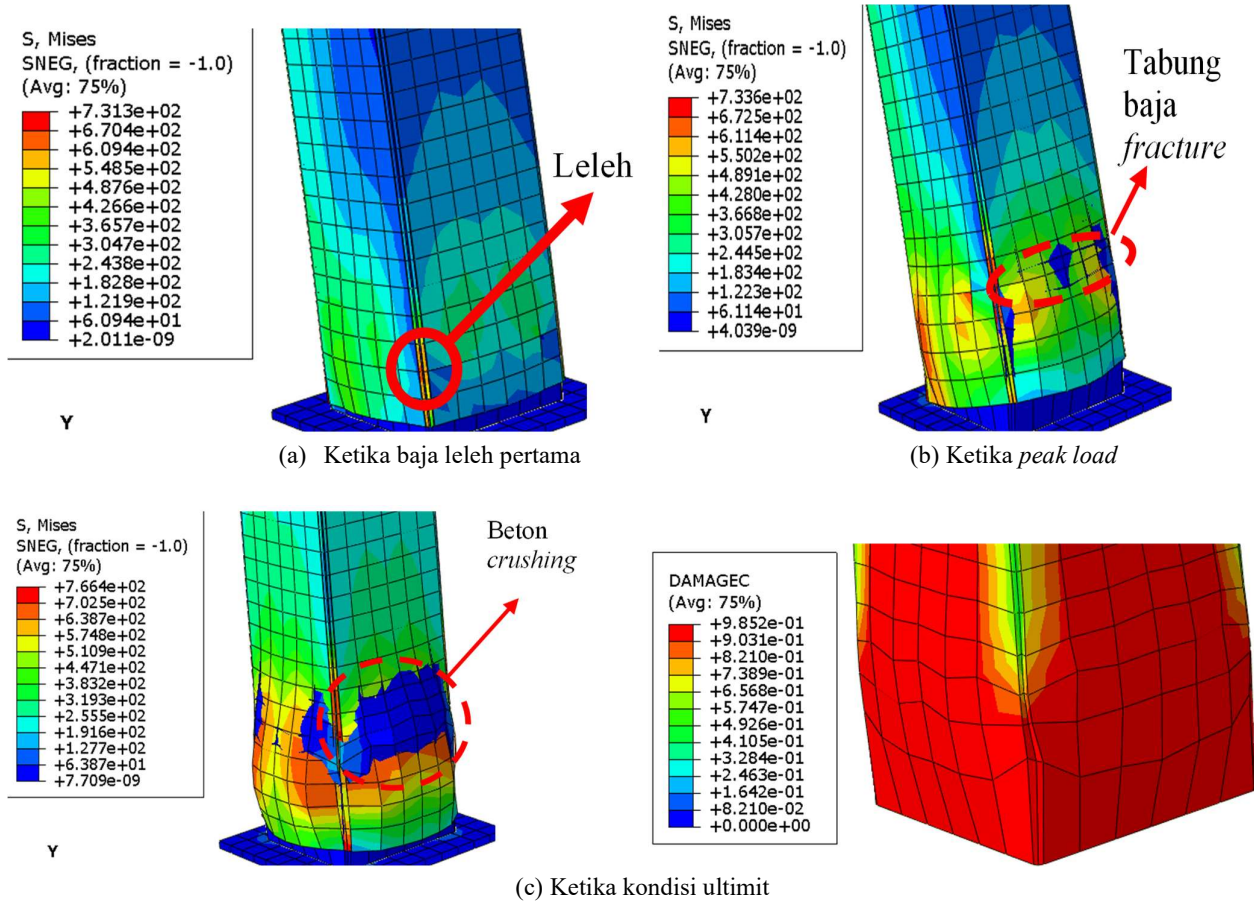 S, Mises
SNEG, (fraction = -1.0)
(Avg: 75%)
+7.313e+02
+6.704e+02
+6.094e+02
+5.485e+02
+4.876e+02
+4.266e+02
+3.657e+02
+3.047e+02
+2.438e+02
+1.828e+02
+1.219e+02
+6.094e+01
+2.011e-09
Leleh
Y
(a) Ketika baja leleh pertama
S, Mises
SNEG, (fraction = -1.0)
(Avg: 75%)
+7.336e+02
+6.725e+02
+6.114e+02
+5.502e+02
+4.891e+02
+4.280e+02
+3.668e+02
+3.057e+02
+2.445e+02
+1.834e+02
+1.223e+02
+6.114e+01
+4.039e-09
Tabung
baja
fracture
Y
(b) Ketika peak load
S, Mises
SNEG, (fraction = -1.0)
(Avg: 75%)
+7.664e+02
+7.025e+02
+6.387e+02
+5.748e+02
+5.109e+02
+4.471e+02
+3.832e+02
+3.193e+02
+2.555e+02
+1.916e+02
+1.277e+02
+6.387e+01
+7.709e-09
Beton
crushing
Y
DAMAGEC
(Avg: 75%)
+9.852e-01
+9.031e-01
+8.210e-01
+7.389e-01
+6.568e-01
+5.747e-01
+4.926e-01
+4.105e-01
+3.284e-01
+2.463e-01
+1.642e-01
+8.210e-02
+0.000e+00
(c) Ketika kondisi ultimit